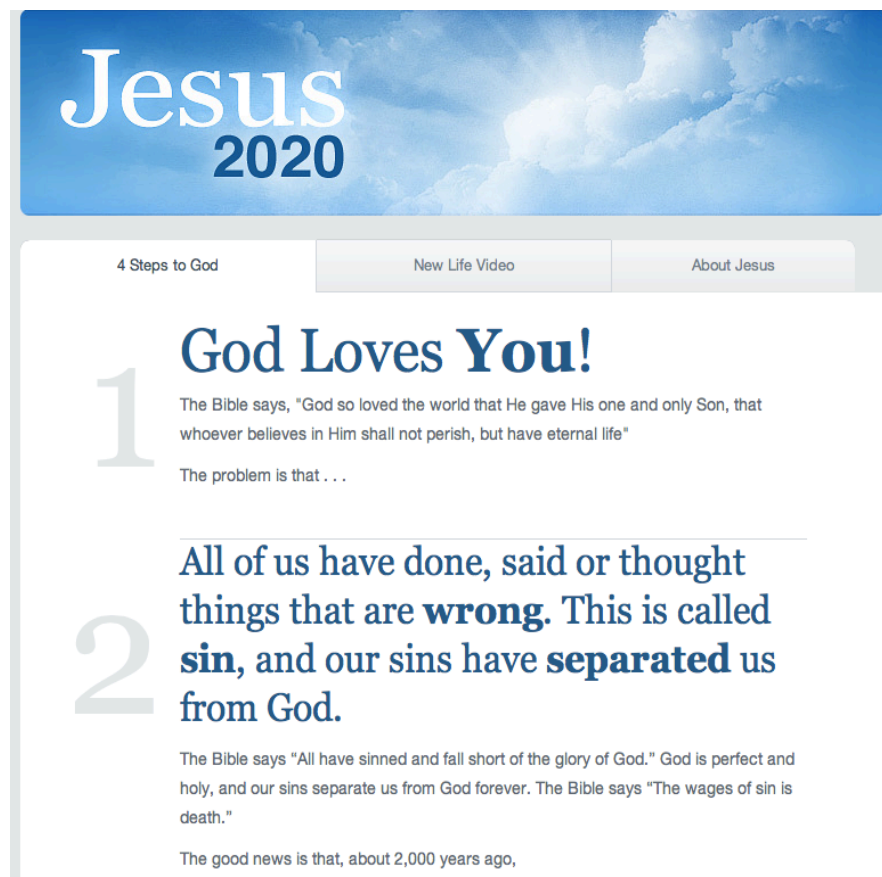 Jesus
2020
4 Steps to God
New Life Video
About Jesus
1
God Loves You!
The Bible says, "God so loved the world that He gave His one and only Son, that
whoever believes in Him shall not perish, but have eternal life"
The problem is that . . .
2
All of us have done, said or thought
things that are wrong. This is called
sin, and our sins have separated us
from God.
The Bible says “All have sinned and fall short of the glory of God.” God is perfect and
holy, and our sins separate us from God forever. The Bible says “The wages of sin is
death.”
The good news is that, about 2,000 years ago,